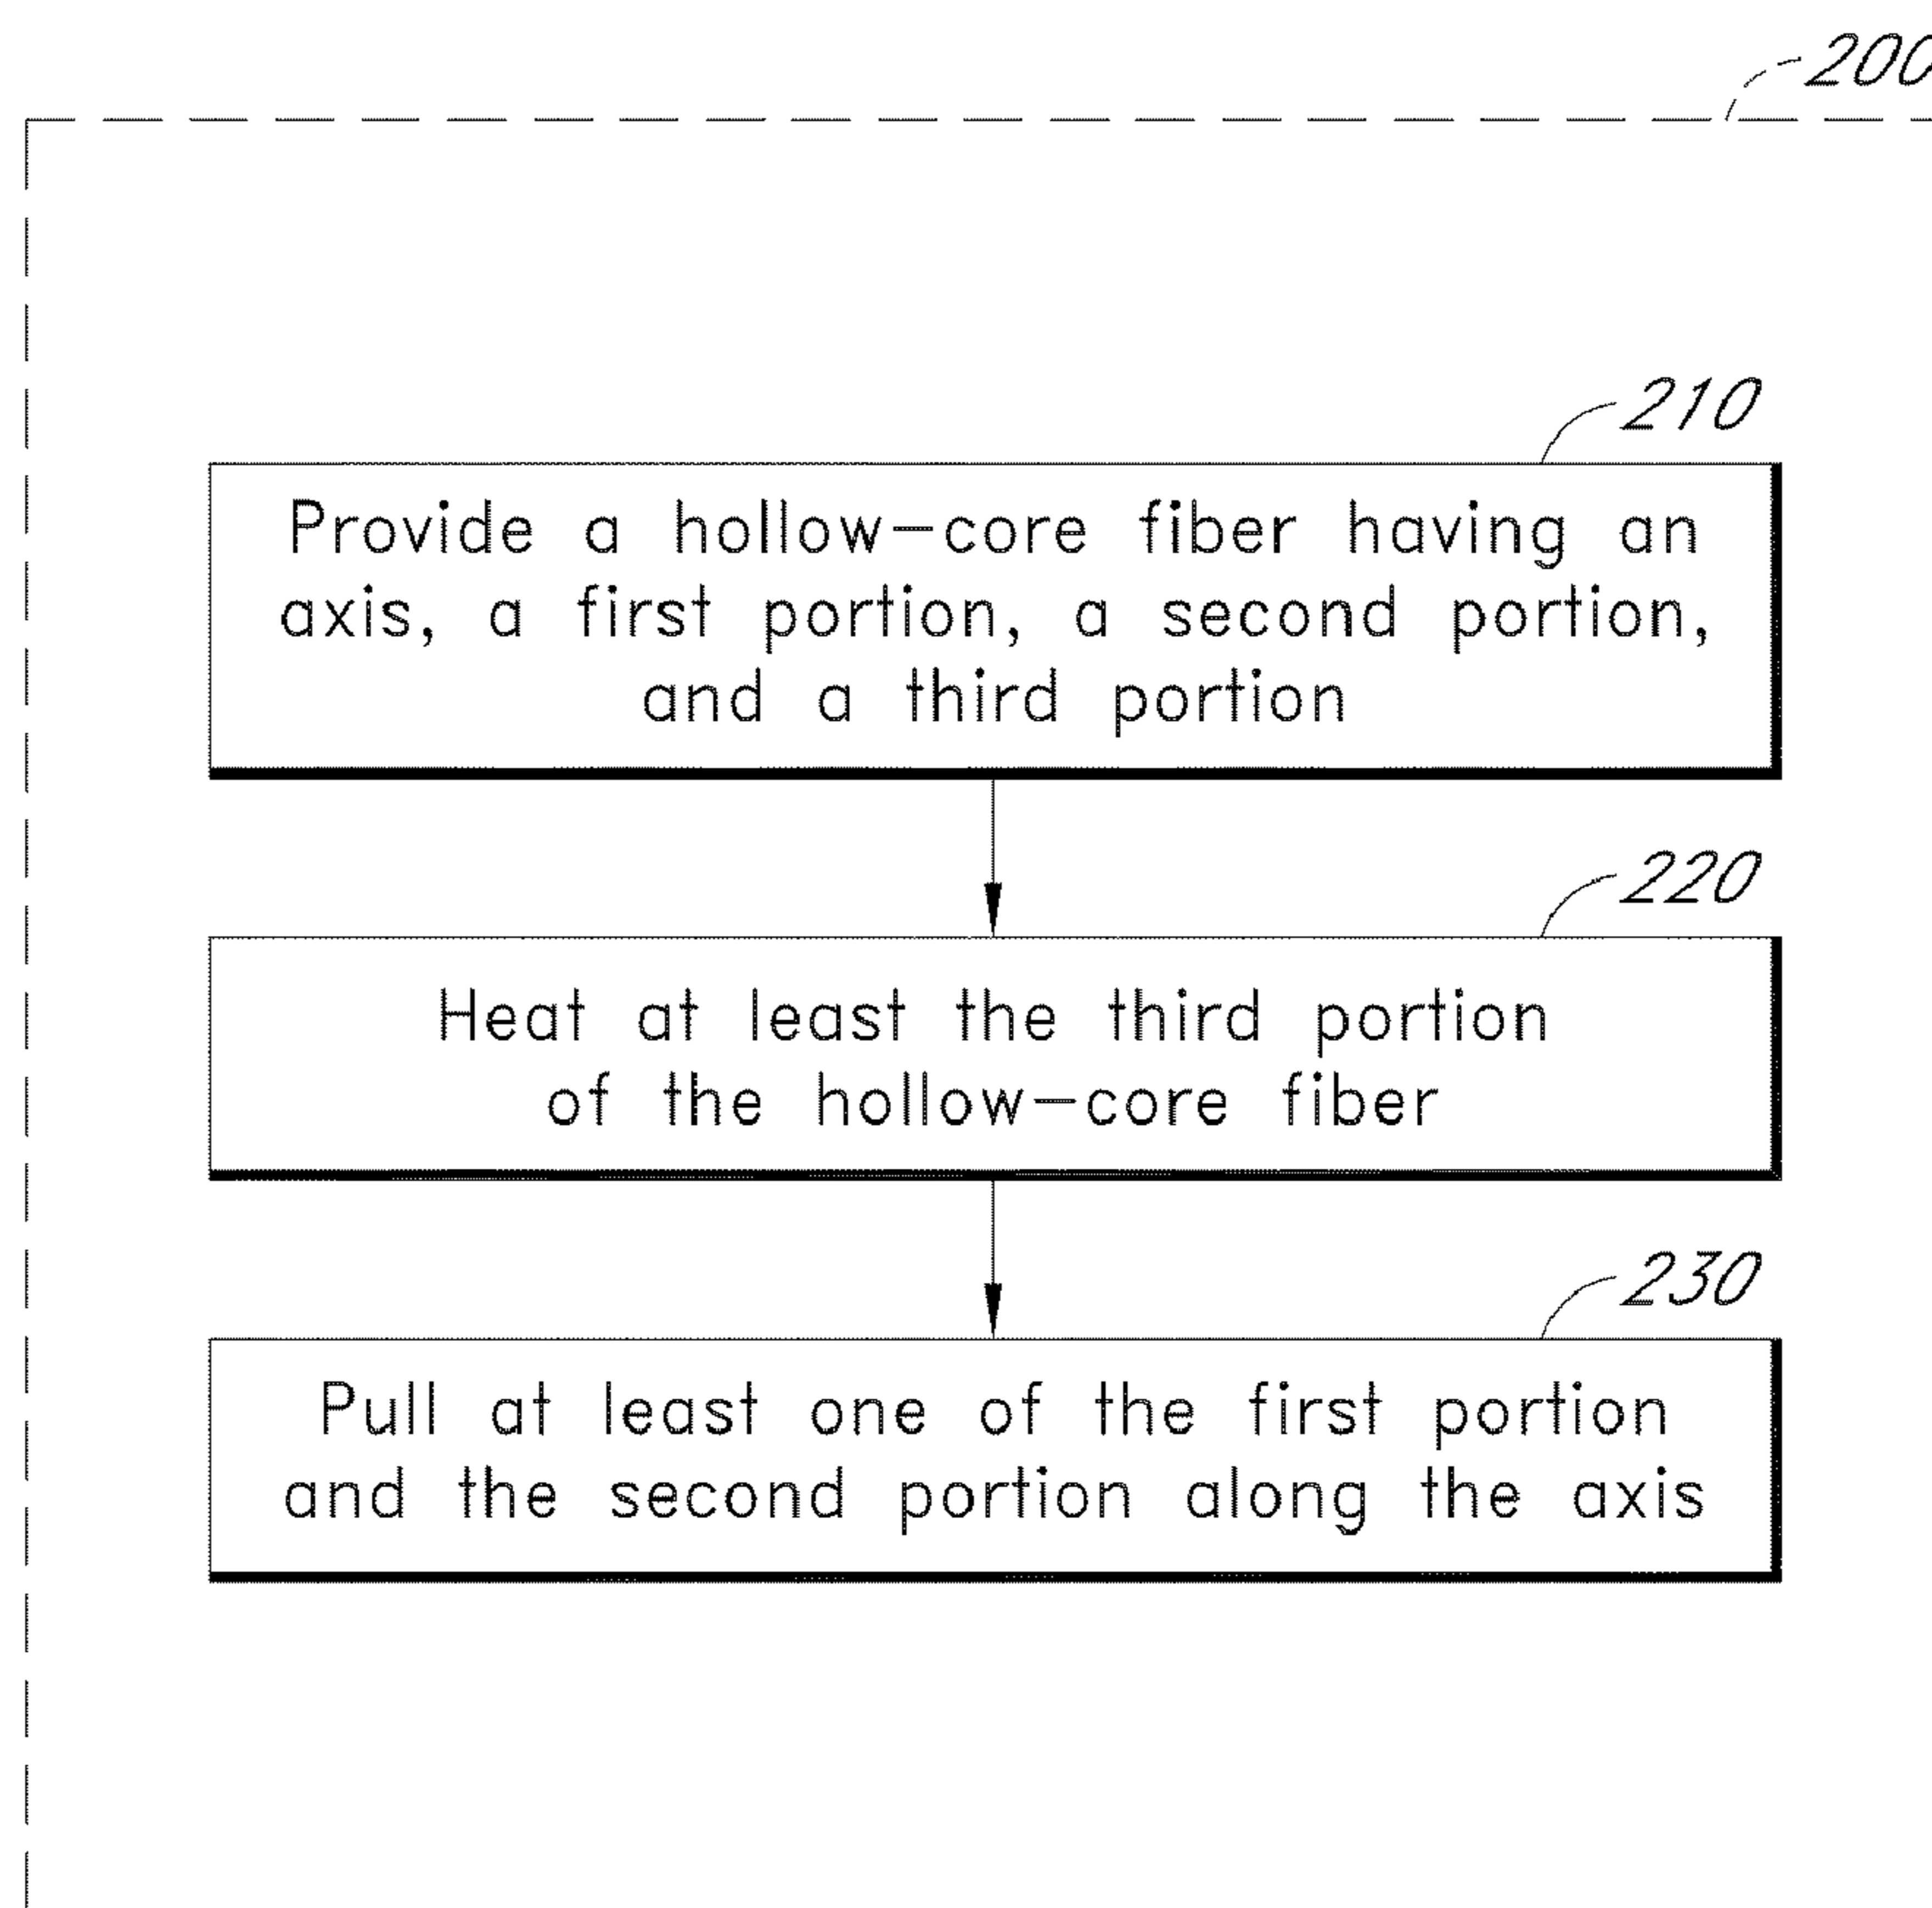 200
210
Provide a hollow-core fiber having an
axis, a first portion, a second portion,
and a third portion
220
Heat at least the third portion
of the hollow-core fiber
230
Pull at least one of the first portion
and the second portion along the axis